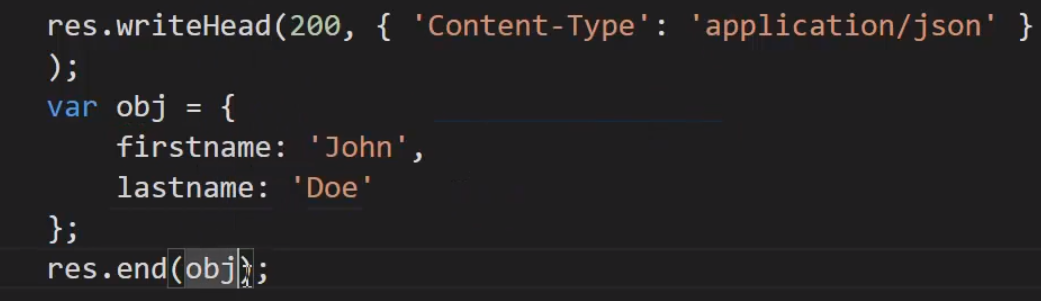 res.writeHead(200, { 'Content-Type': 'application/json' }
);
var obj = {
    firstname: 'John',
    lastname: 'Doe'
};
res.end(obj);